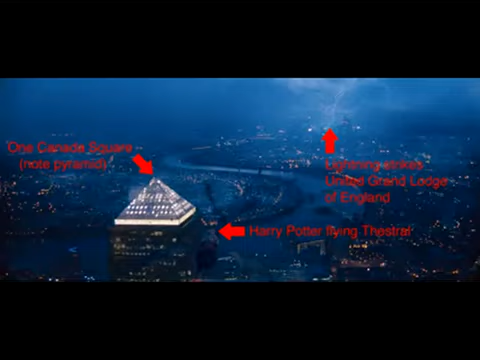 One Canada Square
(note pyramid)
Lightning strikes
United Grand Lodge
of England
Harry Potter flying Thestral